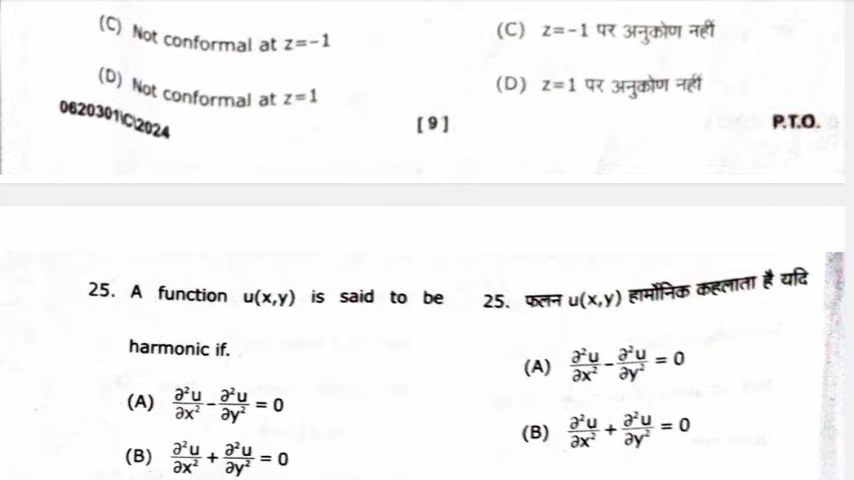 (C) Not conformal at z=-1
(D) Not conformal at z=1
0620301\C\2024
(C) z=-1 पर अनुकोण नहीं
(D) z=1 पर अनुकोण नहीं
[9]
P.T.O.
25. A function u(x,y) is said to be
harmonic if.
(A) ∂²u/∂x² - ∂²u/∂y² = 0
(B) ∂²u/∂x² + ∂²u/∂y² = 0
25. फलन u(x,y) हार्मोनिक कहलाता है यदि
(A) ∂²u/∂x² - ∂²u/∂y² = 0
(B) ∂²u/∂x² + ∂²u/∂y² = 0